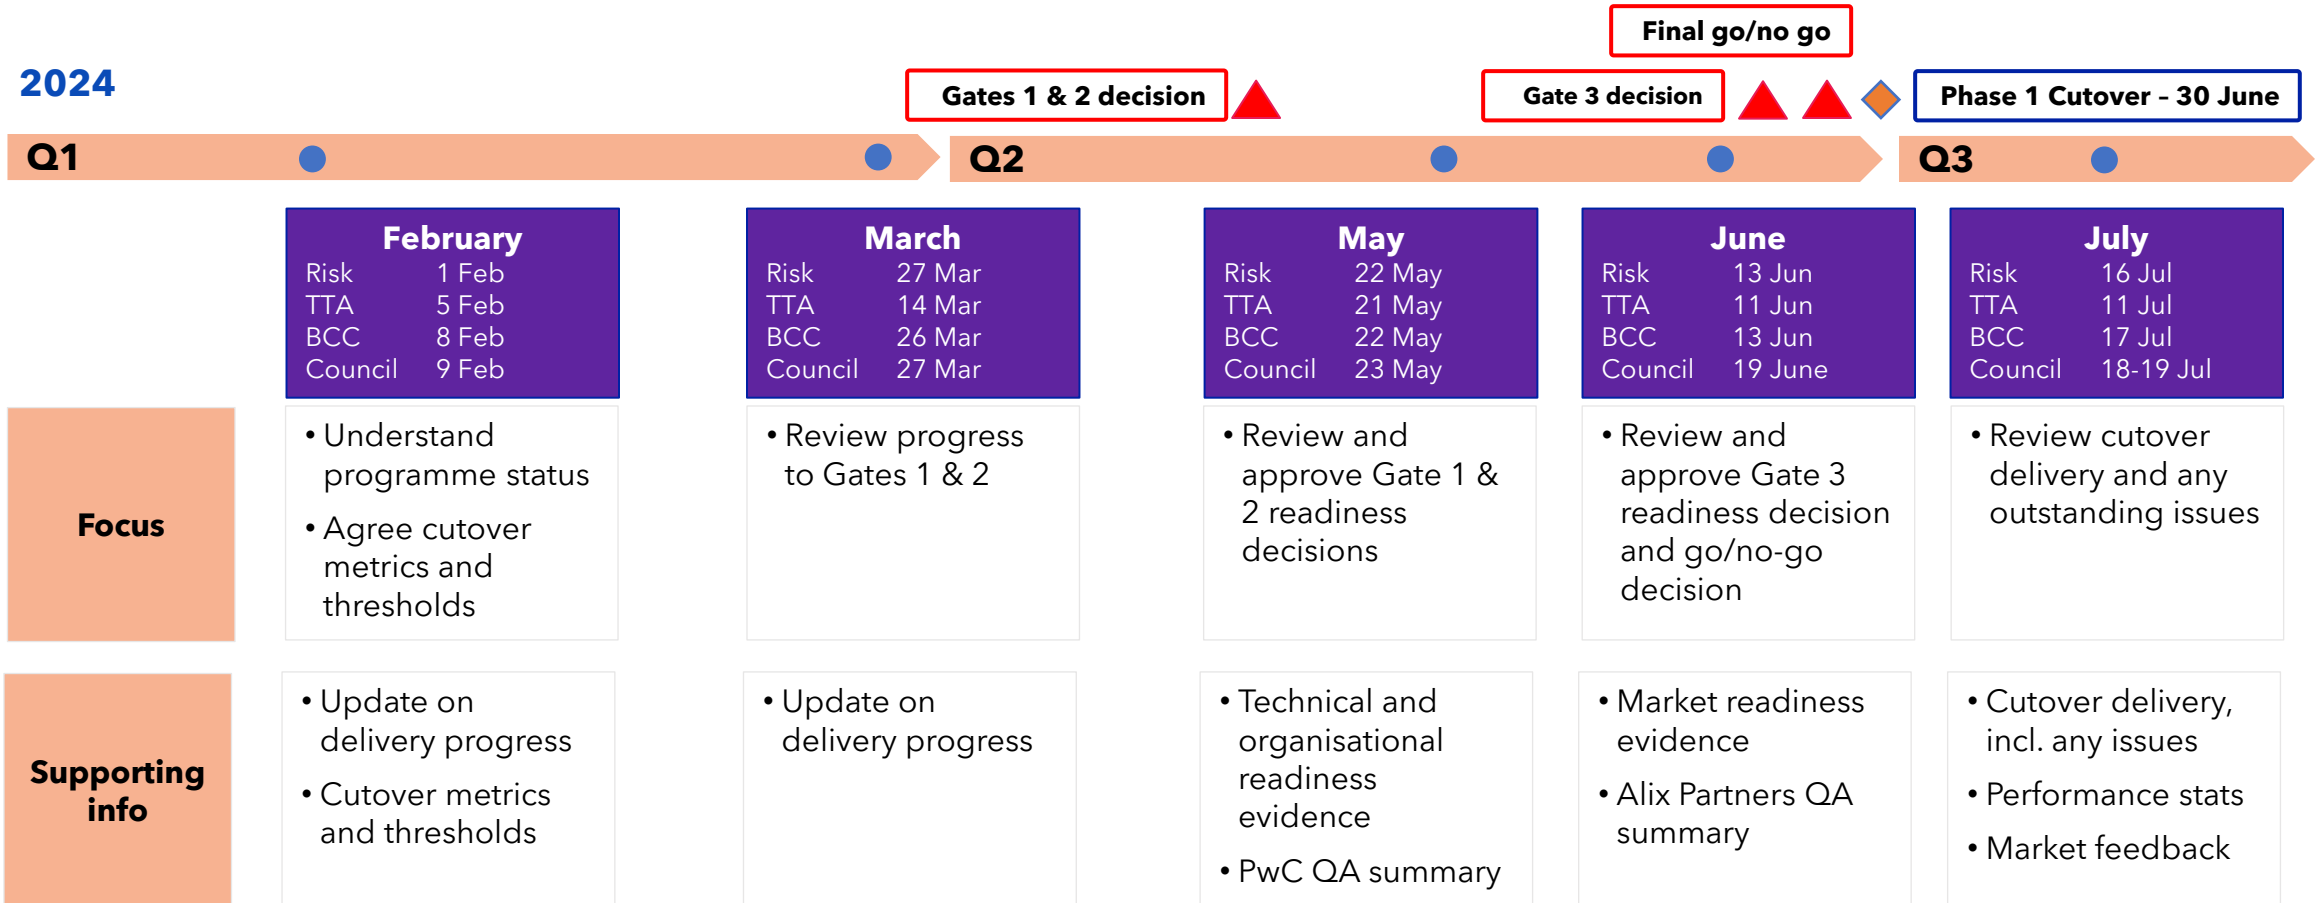 Final go/no go
2024
Gates 1 & 2 decision
Gate 3 decision
Phase 1 Cutover – 30 June
Q1
Q2
Q3
February
Risk 1 Feb
TTA 5 Feb
BCC 8 Feb
Council 9 Feb
March
Risk 27 Mar
TTA 14 Mar
BCC 26 Mar
Council 27 Mar
May
Risk 22 May
TTA 21 May
BCC 22 May
Council 23 May
June
Risk 13 Jun
TTA 11 Jun
BCC 13 Jun
Council 19 June
July
Risk 16 Jul
TTA 11 Jul
BCC 17 Jul
Council 18-19 Jul
Focus
• Understand
programme status
• Agree cutover
metrics and
thresholds
• Review progress
to Gates 1 & 2
• Review and
approve Gate 1 &
2 readiness
decisions
• Review and
approve Gate 3
readiness decision
and go/no-go
decision
• Review cutover
delivery and any
outstanding issues
Supporting
info
• Update on
delivery progress
• Cutover metrics
and thresholds
• Update on
delivery progress
• Technical and
organisational
readiness
evidence
• PwC QA summary
• Market readiness
evidence
• Alix Partners QA
summary
• Cutover delivery,
incl. any issues
• Performance stats
• Market feedback